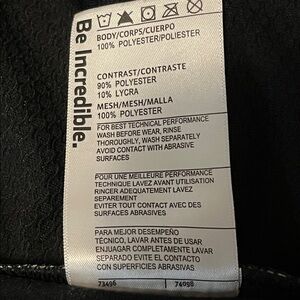 Be Incredible.
BODY/CORPS/CUERPO
100% POLYESTER/POLIESTER
CONTRAST/CONTRASTE
90% POLYESTER
10% LYCRA
MESH/MESH/MALLA
100% POLYESTER
FOR BEST TECHNICAL PERFORMANCE
WASH BEFORE WEAR, RINSE
THOROUGHLY, WASH SEPARATELY
AVOID CONTACT WITH ABRASIVE
SURFACES
POUR UNE MEILLEURE PERFORMANCE
TECHNIQUE LAVEZ AVANT UTILISATION
RINCER ADEQUATEMENT LAVEZ
SEPAREMENT
EVITER TOUT CONTACT AVEC DES
SURFACES ABRASIVES
PARA MEJOR DESEMPEÑO
TÉCNICO, LAVAR ANTES DE USAR
ENJUAGAR COMPLETAMENTE LAVAR
SEPARADO EVITE EL CONTACTO
CON SUPERFICIES ABRASIVAS
73496 74098